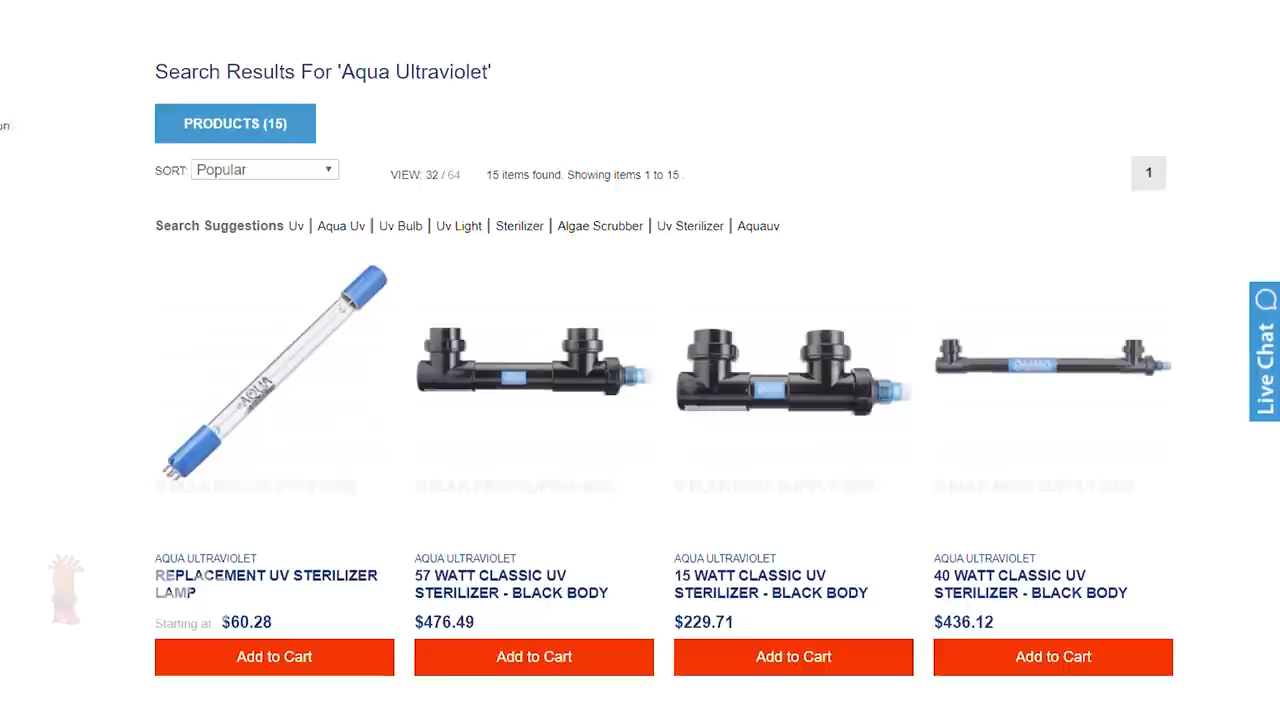 Search Results For 'Aqua Ultraviolet'
on
PRODUCTS (15)
SORT: Popular
VIEW: 32 / 64 15 items found. Showing items 1 to 15 .
1
Search Suggestions Uv | Aqua Uv | Uv Bulb | Uv Light | Sterilizer | Algae Scrubber | Uv Sterilizer | Aquauv
Live Chat
AQUA
AQUA
AQUA ULTRAVIOLET
REPLACEMENT UV STERILIZER
LAMP
Starting at $60.28
Add to Cart
AQUA ULTRAVIOLET
57 WATT CLASSIC UV
STERILIZER - BLACK BODY
$476.49
Add to Cart
AQUA ULTRAVIOLET
15 WATT CLASSIC UV
STERILIZER - BLACK BODY
$229.71
Add to Cart
AQUA ULTRAVIOLET
40 WATT CLASSIC UV
STERILIZER - BLACK BODY
$436.12
Add to Cart